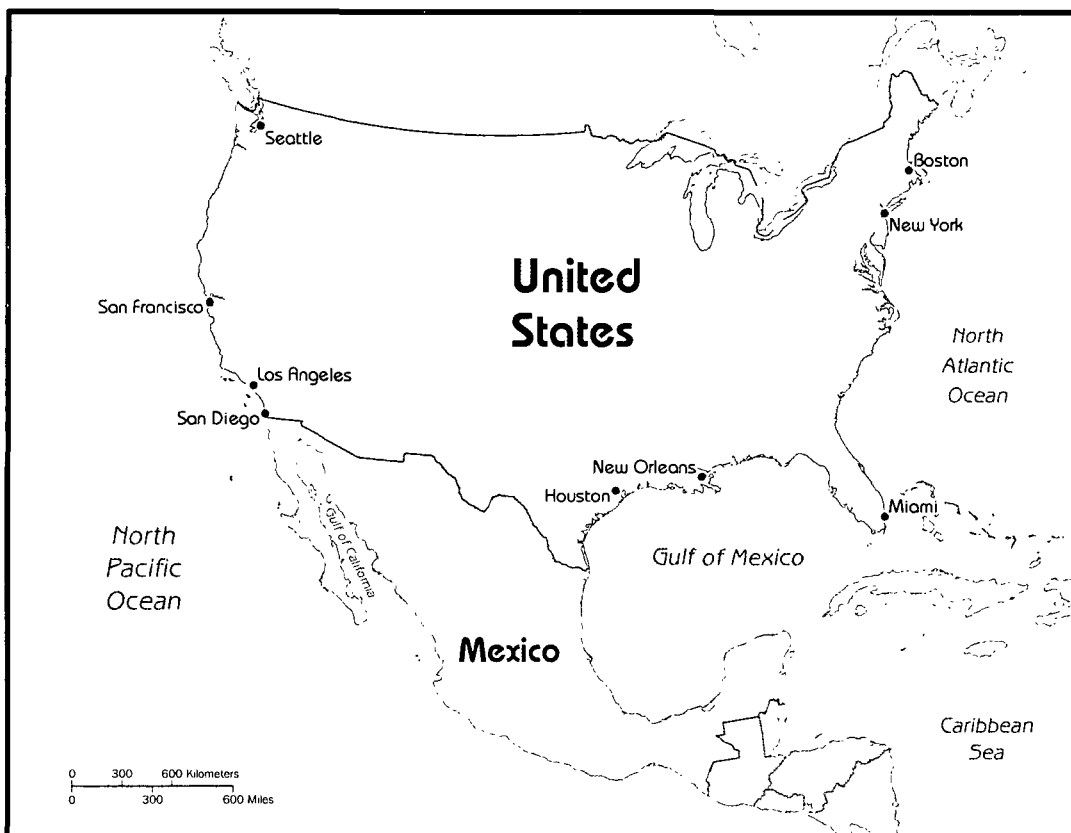 Seattle
Boston
New York
United
States
San Francisco
North
Atlantic
Ocean
Los Angeles
San Diego
New Orleans
Houston
Miami
Gulf of California
North
Pacific
Ocean
Gulf of Mexico
Mexico
Caribbean
Sea
0 300 600 Kilometers
0 300 600 Miles